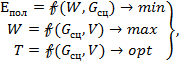 Eпол = f(W, Gсц) → min
W = f(Gсц, V) → max
T = f(Gсц, V) → opt
},